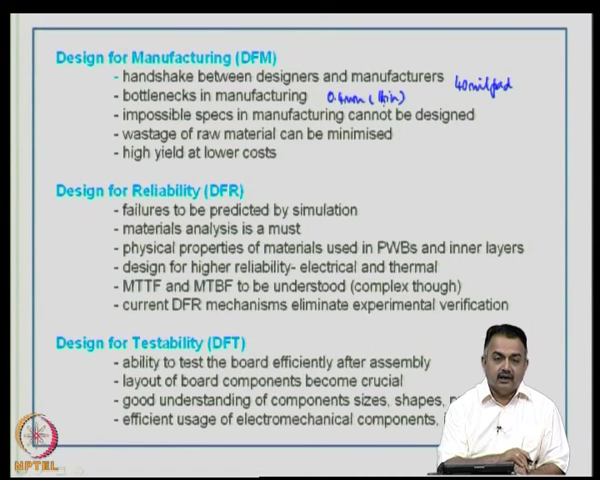 Design for Manufacturing (DFM)
- handshake between designers and manufacturers
40 mil pad
- bottlenecks in manufacturing 0.4mm (thin)
- impossible specs in manufacturing cannot be designed
- wastage of raw material can be minimised
- high yield at lower costs
Design for Reliability (DFR)
- failures to be predicted by simulation
- materials analysis is a must
- physical properties of materials used in PWBs and inner layers
- design for higher reliability- electrical and thermal
- MTTF and MTBF to be understood (complex though)
- current DFR mechanisms eliminate experimental verification
Design for Testability (DFT)
- ability to test the board efficiently after assembly
- layout of board components become crucial
- good understanding of components sizes, shapes,
- efficient usage of electromechanical components,
NPTEL